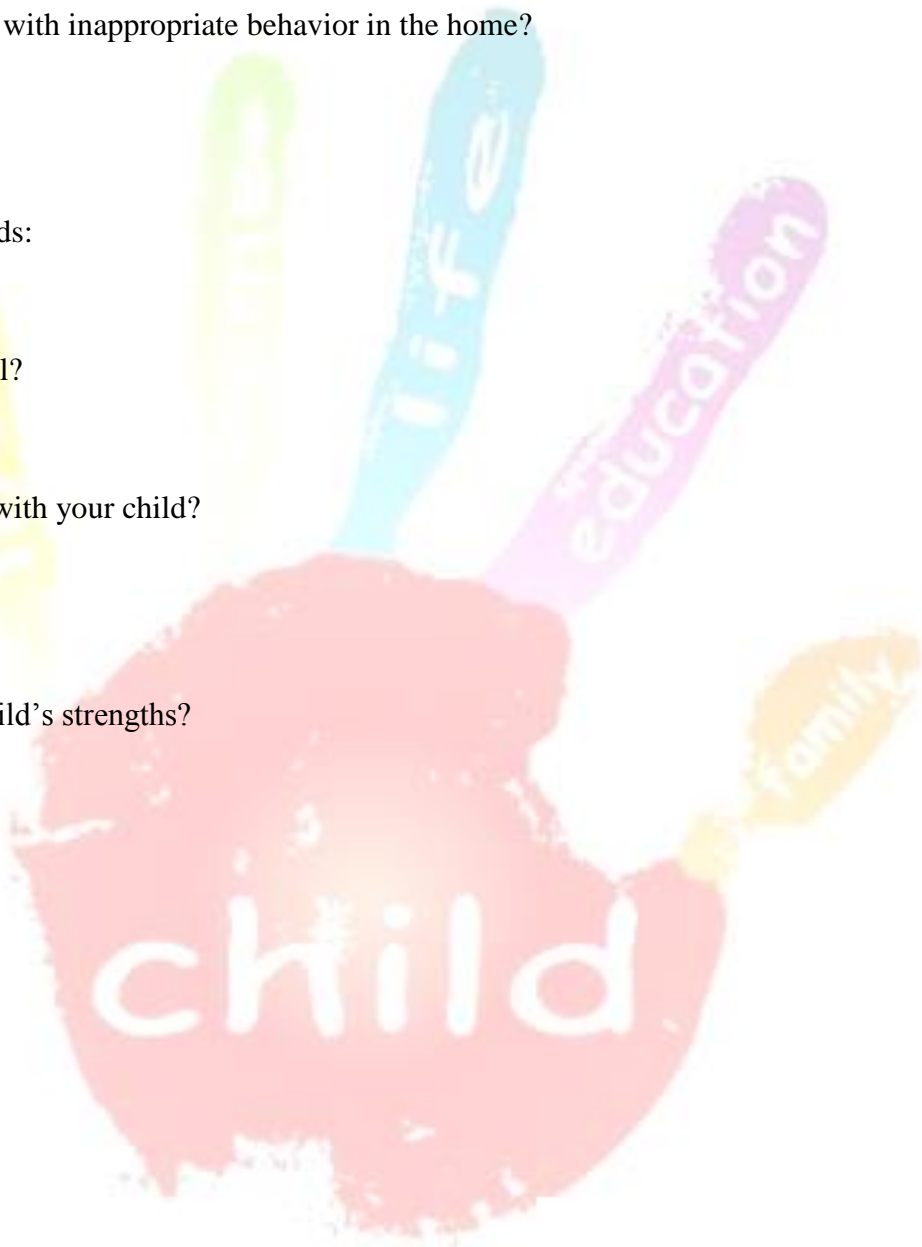 with inappropriate behavior in the home?
ds:
l?
with your child?
ild’s strengths?
life
education
family
child